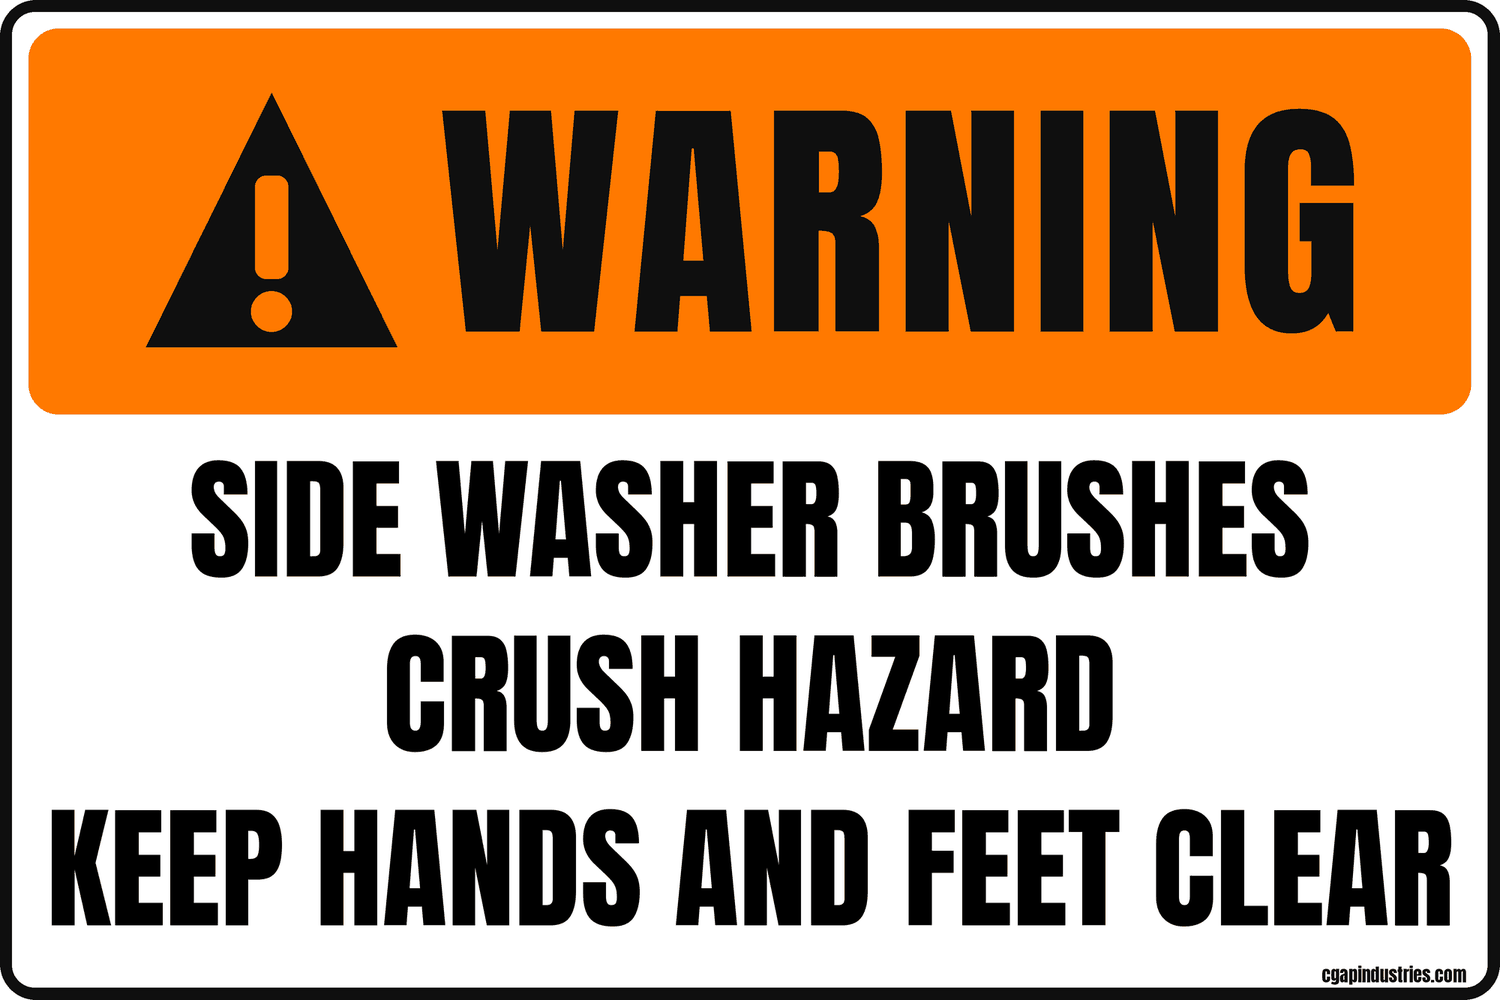 WARNING
SIDE WASHER BRUSHES
CRUSH HAZARD
KEEP HANDS AND FEET CLEAR
cgapindustries.com